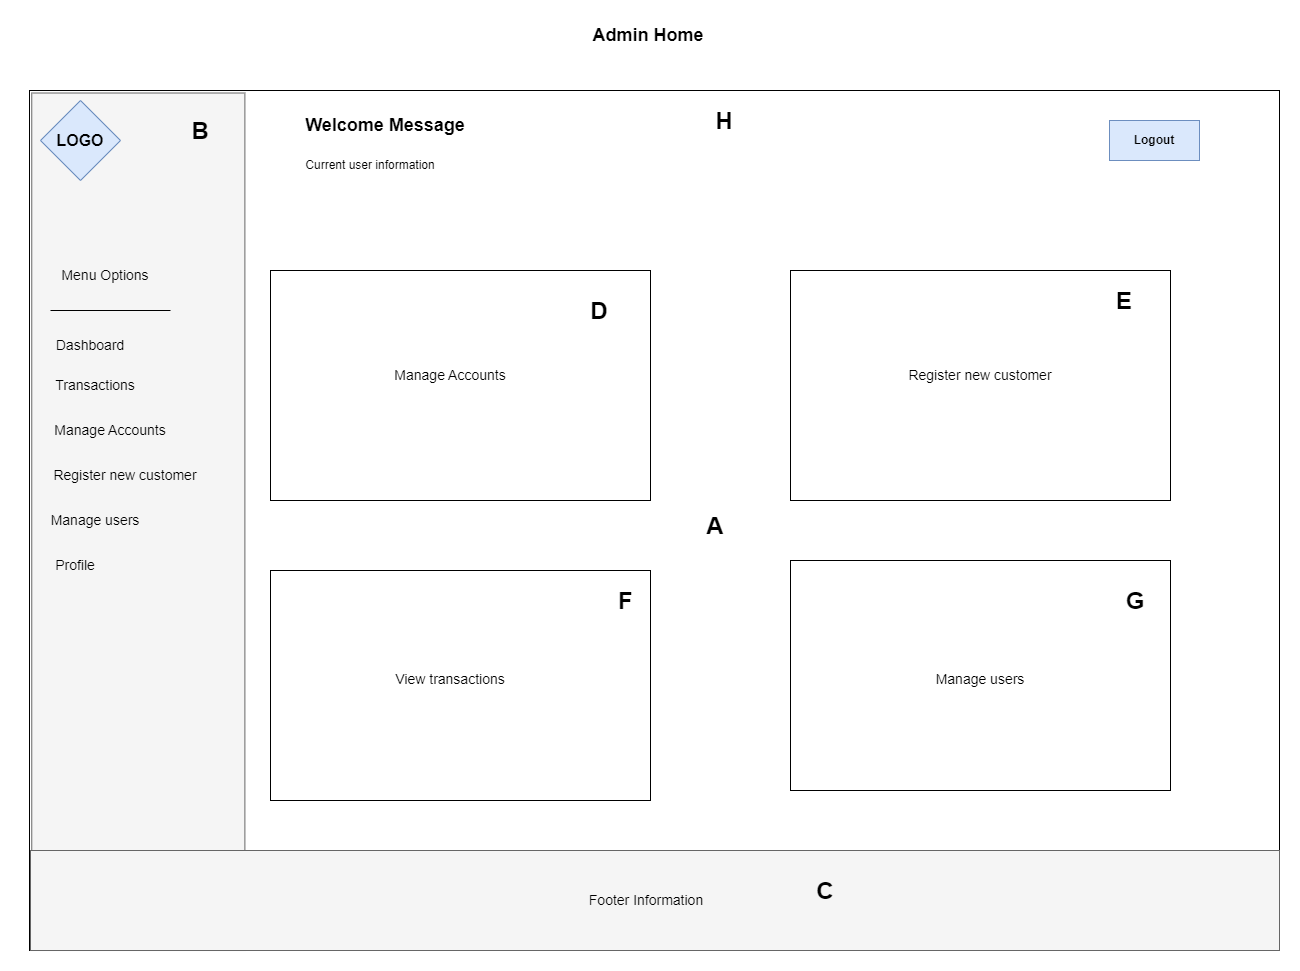 Admin Home
LOGO
B
Menu Options
Dashboard
Transactions
Manage Accounts
Register new customer
Manage users
Profile
Welcome Message
H
Logout
Current user information
D
Manage Accounts
E
Register new customer
A
F
View transactions
G
Manage users
Footer Information
C